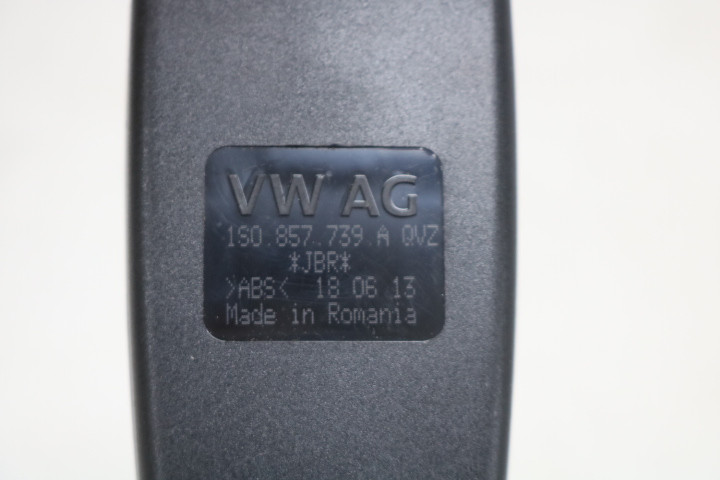 VW AG
1S0.857.739.A QVZ
*JBR*
>ABS< 18 06 13
Made in Romania